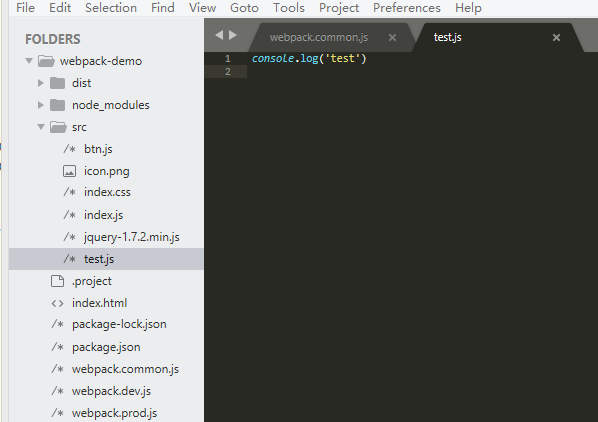 File Edit Selection Find View Goto Tools Project Preferences Help
FOLDERS
webpack-demo
dist
node_modules
src
btn.js
icon.png
index.css
index.js
jquery-1.7.2.min.js
test.js
.project
index.html
package-lock.json
package.json
webpack.common.js
webpack.dev.js
webpack.prod.js
webpack.common.js test.js
1 console.log('test')
2